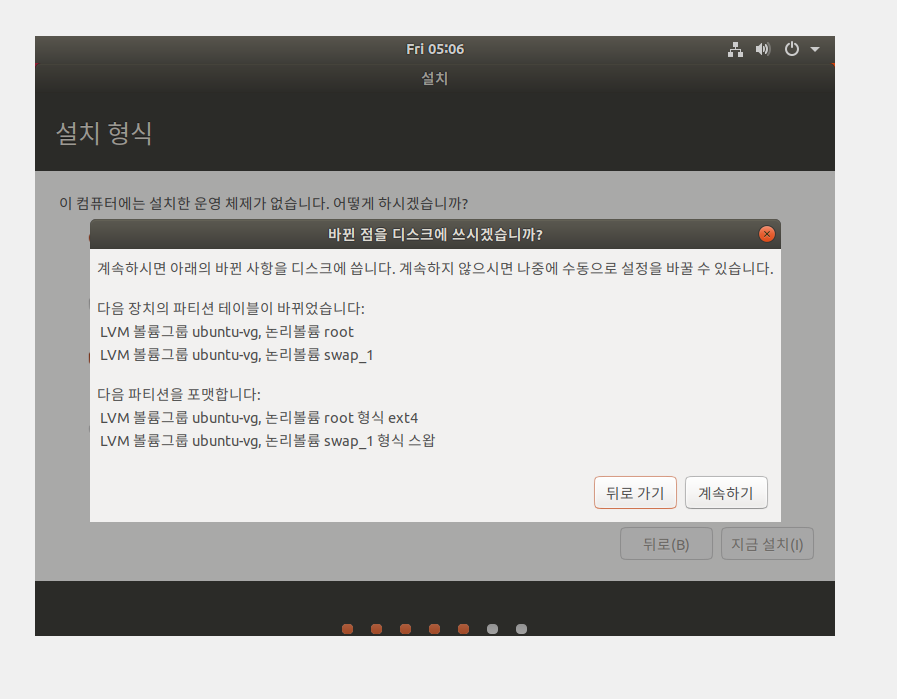 Fri 05:06
설치
설치 형식
이 컴퓨터에는 설치한 운영 체제가 없습니다. 어떻게 하시겠습니까?
바뀐 점을 디스크에 쓰시겠습니까?
계속하시면 아래의 바뀐 사항을 디스크에 씁니다. 계속하지 않으시면 나중에 수동으로 설정을 바꿀 수 있습니다.
다음 장치의 파티션 테이블이 바뀌었습니다:
LVM 볼륨그룹 ubuntu-vg, 논리볼륨 root
LVM 볼륨그룹 ubuntu-vg, 논리볼륨 swap_1
다음 파티션을 포맷합니다:
LVM 볼륨그룹 ubuntu-vg, 논리볼륨 root 형식 ext4
LVM 볼륨그룹 ubuntu-vg, 논리볼륨 swap_1 형식 스왑
뒤로 가기 계속하기
뒤로(B) 지금 설치(I)